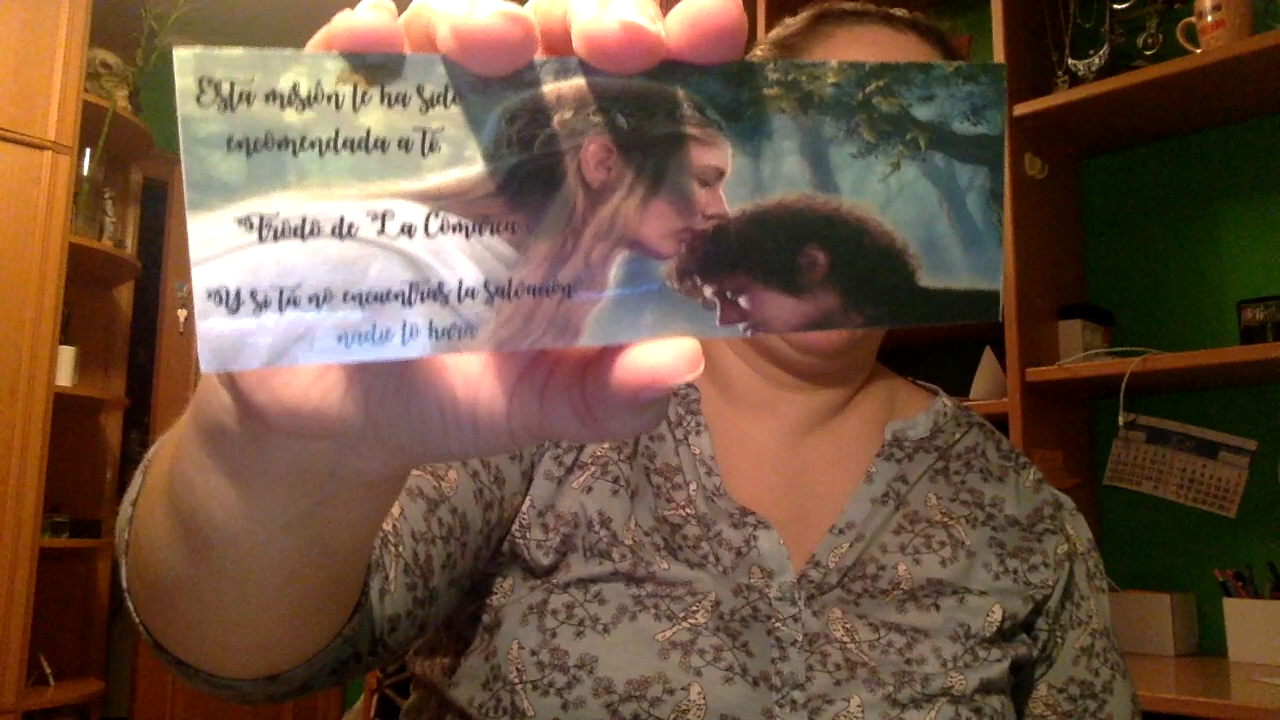 Esta misión te ha sido
encomendada a ti,
Frodo de La Comarca
Y si tú no encuentras la salvación
nadie lo hará